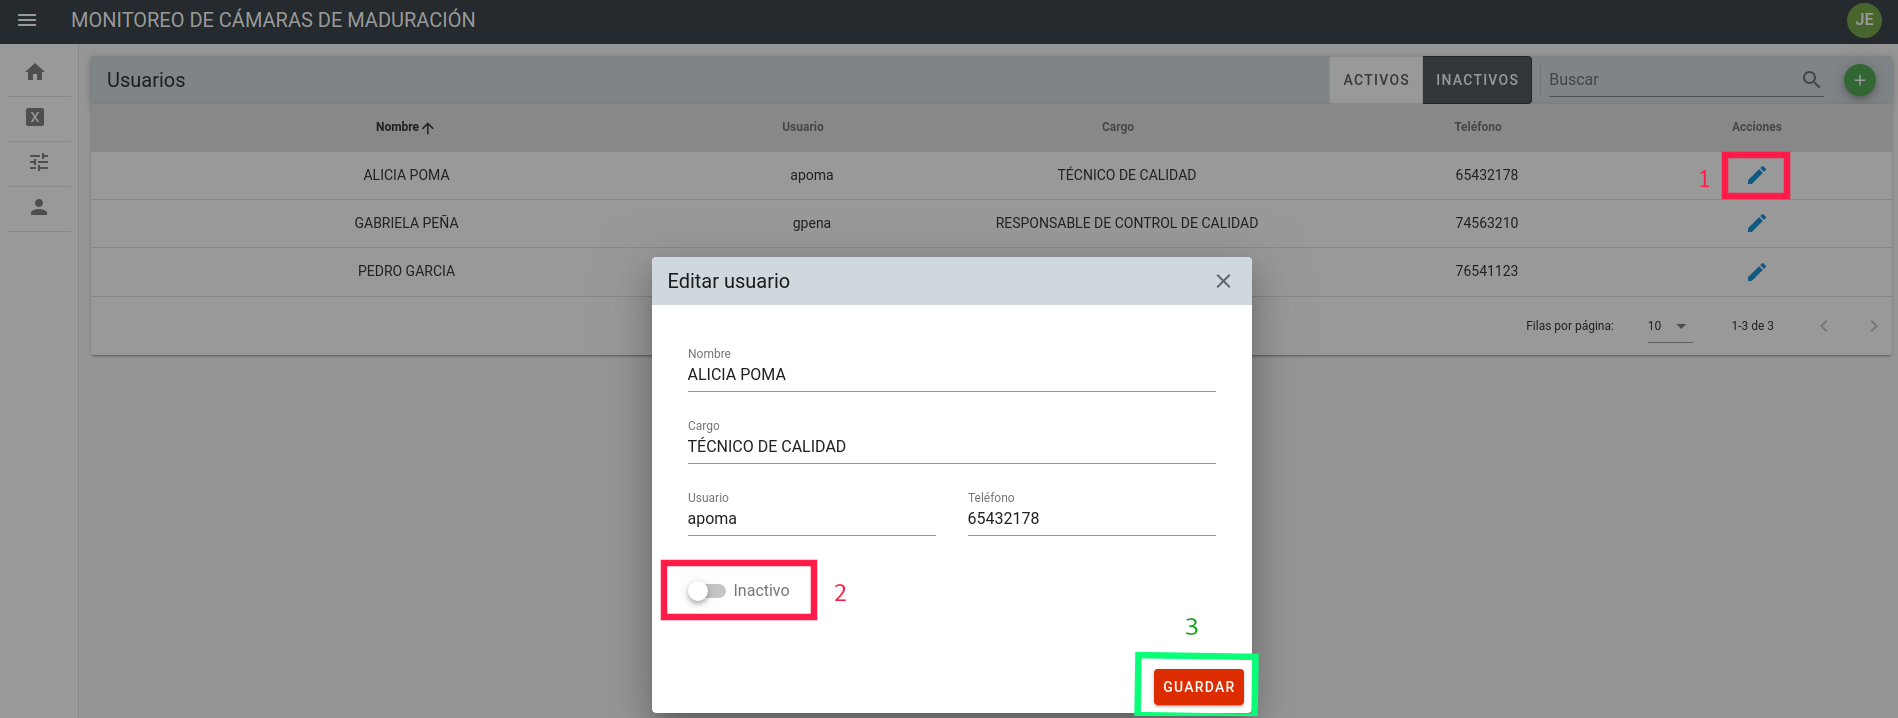 MONITOREO DE CÁMARAS DE MADURACIÓN
JE
Usuarios
ACTIVOS
INACTIVOS
Buscar
+
X
Nombre
Usuario
Cargo
Teléfono
Acciones
ALICIA POMA
apoma
TÉCNICO DE CALIDAD
65432178
1
GABRIELA PEÑA
gpena
RESPONSABLE DE CONTROL DE CALIDAD
74563210
PEDRO GARCIA
76541123
Filas por página:
10
1-3 de 3
Editar usuario
Nombre
ALICIA POMA
Cargo
TÉCNICO DE CALIDAD
Usuario
apoma
Teléfono
65432178
Inactivo
2
3
GUARDAR